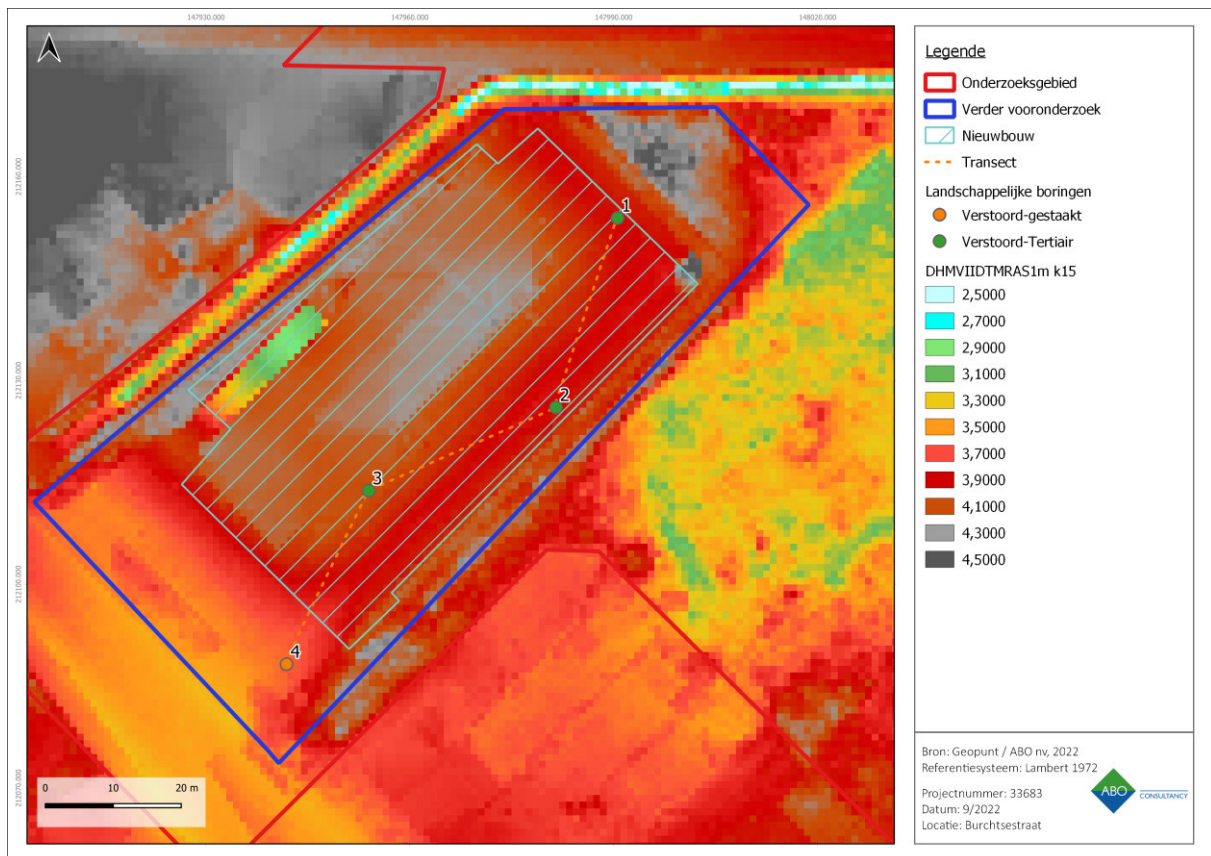 147930.000
147960.000
147990.000
148020.000
212160.000
212130.000
212100.000
212070.000
1
2
3
4
0 10 20 m
Legende
Onderzoeksgebied
Verder vooronderzoek
Nieuwbouw
Transect
Landschappelijke boringen
Verstoord-gestaakt
Verstoord-Tertiair
DHMVIIDTMRAS1m k15
2,5000
2,7000
2,9000
3,1000
3,3000
3,5000
3,7000
3,9000
4,1000
4,3000
4,5000
Bron: Geopunt / ABO nv, 2022
Referentiesysteem: Lambert 1972
Projectnummer: 33683
Datum: 9/2022
Locatie: Burchtsestraat
ABO CONSULTANCY